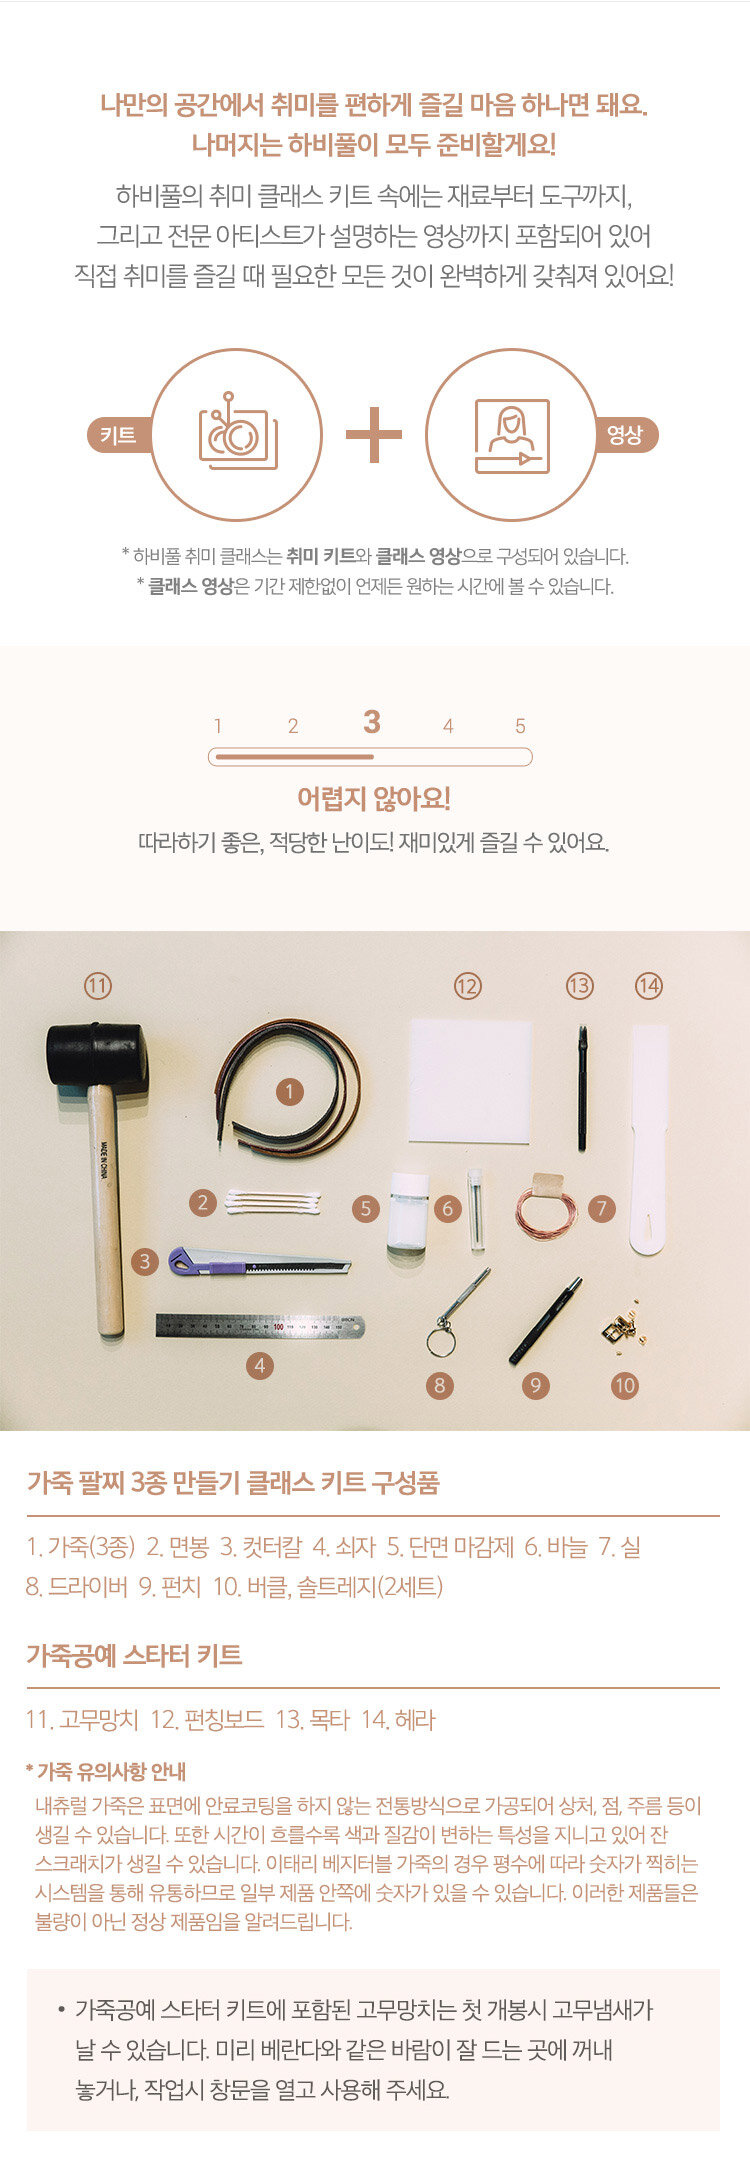 나만의 공간에서 취미를 편하게 즐길 마음 하나면 돼요.
나머지는 하비풀이 모두 준비할게요!
하비풀의 취미 클래스 키트 속에는 재료부터 도구까지,
그리고 전문 아티스트가 설명하는 영상까지 포함되어 있어
직접 취미를 즐길 때 필요한 모든 것이 완벽하게 갖춰져 있어요!
키트
영상
* 하비풀 취미 클래스는 취미 키트와 클래스 영상으로 구성되어 있습니다.
* 클래스 영상은 기간 제한없이 언제든 원하는 시간에 볼 수 있습니다.
1 2 3 4 5
어렵지 않아요!
따라하기 좋은, 적당한 난이도! 재미있게 즐길 수 있어요.
11 12 13 14
1
MADE IN CHINA
2 5 6 7
3
100
4 8 9 10
가죽 팔찌 3종 만들기 클래스 키트 구성품
1. 가죽(3종) 2. 면봉 3. 컷터칼 4. 쇠자 5. 단면 마감제 6. 바늘 7. 실
8. 드라이버 9. 펀치 10. 버클, 솔트레지(2세트)
가죽공예 스타터 키트
11. 고무망치 12. 펀칭보드 13. 목타 14. 헤라
* 가죽 유의사항 안내
내츄럴 가죽은 표면에 안료코팅을 하지 않는 전통방식으로 가공되어 상처, 점, 주름 등이
생길 수 있습니다. 또한 시간이 흐를수록 색과 질감이 변하는 특성을 지니고 있어 잔
스크래치가 생길 수 있습니다. 이태리 베지터블 가죽의 경우 평수에 따라 숫자가 찍히는
시스템을 통해 유통하므로 일부 제품 안쪽에 숫자가 있을 수 있습니다. 이러한 제품들은
불량이 아닌 정상 제품임을 알려드립니다.
• 가죽공예 스타터 키트에 포함된 고무망치는 첫 개봉시 고무냄새가
날 수 있습니다. 미리 베란다와 같은 바람이 잘 드는 곳에 꺼내
놓거나, 작업시 창문을 열고 사용해 주세요.